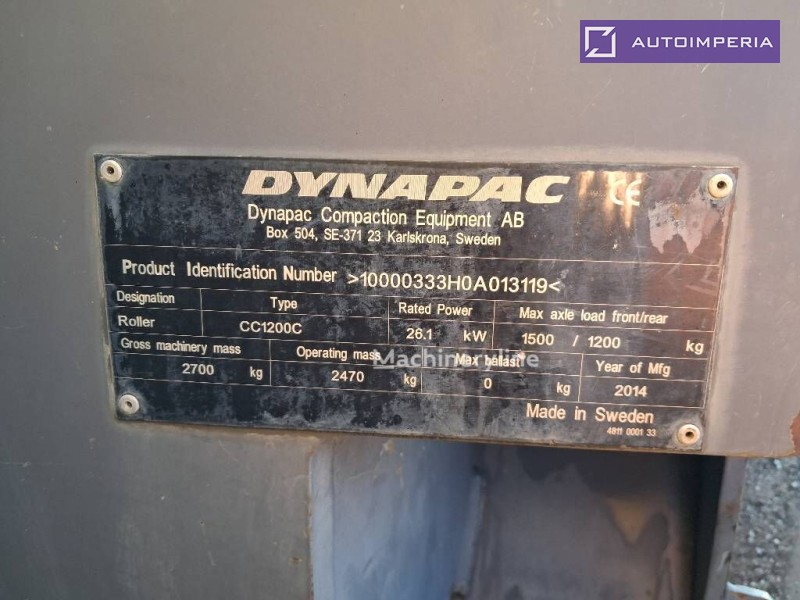 AUTOIMPERIA
DYNAPAC CE
Dynapac Compaction Equipment AB
Box 504, SE-371 23 Karlskrona, Sweden
Product Identification Number >10000333H0A013119<
Designation Type Rated Power Max axle load front/rear
Roller CC1200C 26.1 kW 1500 / 1200 kg
Gross machinery mass Operating mass Max ballast Year of Mfg
2700 kg 2470 kg 0 kg 2014
Machineryline
Made in Sweden
4811 0001 33